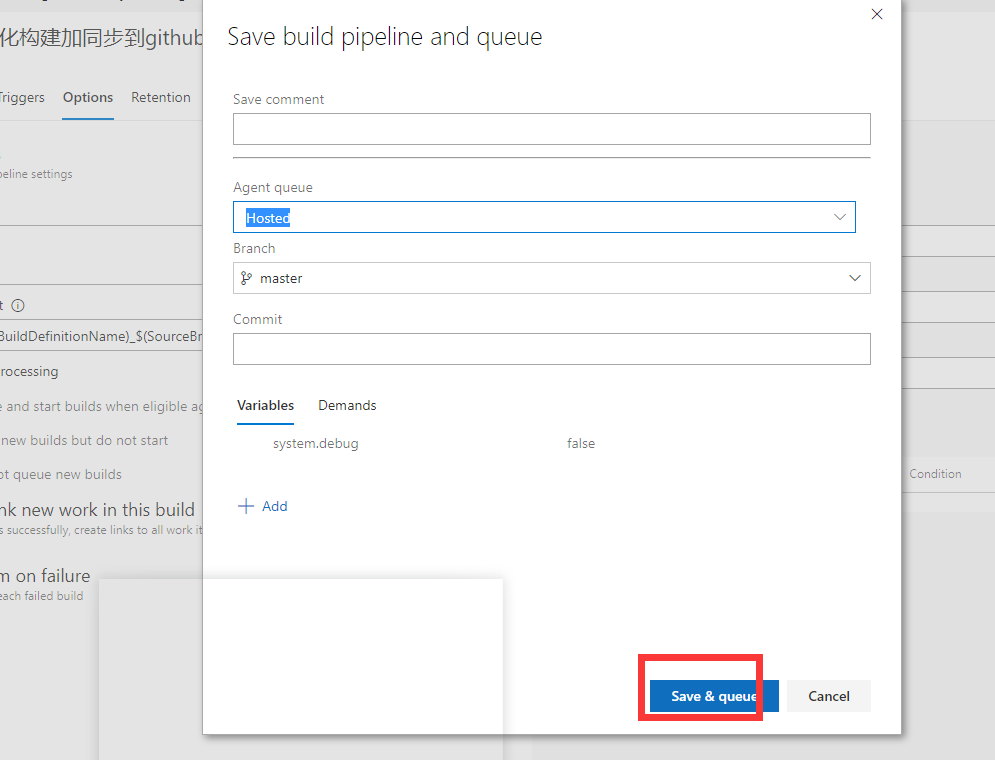 Save build pipeline and queue
化构建加同步到github
Triggers Options Retention
peline settings
Save comment
Agent queue
Hosted
Branch
master
Commit
BuildDefinitionName)_$(SourceBr
rocessing
e and start builds when eligible ag
new builds but do not start
ot queue new builds
nk new work in this build
s successfully, create links to all work it
m on failure
each failed build
Variables Demands
system.debug false
Add
Condition
Save & queue Cancel